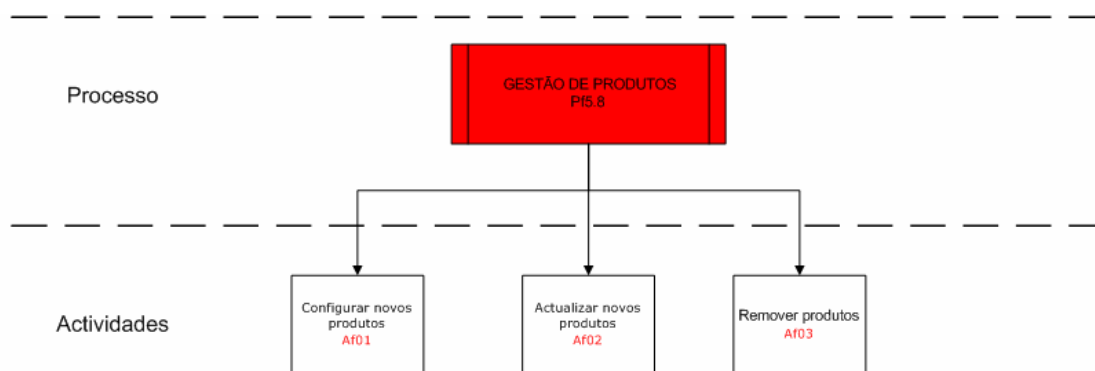 Processo
GESTÃO DE PRODUTOS
Pf5.8
Actividades
Configurar novos
produtos
Af01
Actualizar novos
produtos
Af02
Remover produtos
Af03